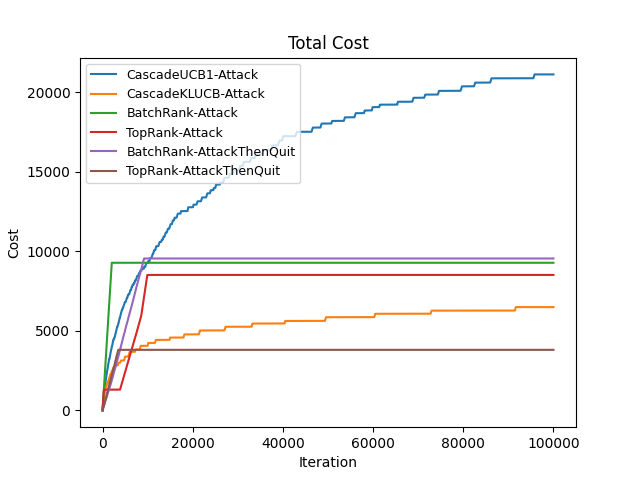 Total Cost
CascadeUCB1-Attack
CascadeKLUCB-Attack
BatchRank-Attack
TopRank-Attack
BatchRank-AttackThenQuit
TopRank-AttackThenQuit
Cost
20000
15000
10000
5000
0
0 20000 40000 60000 80000 100000
Iteration